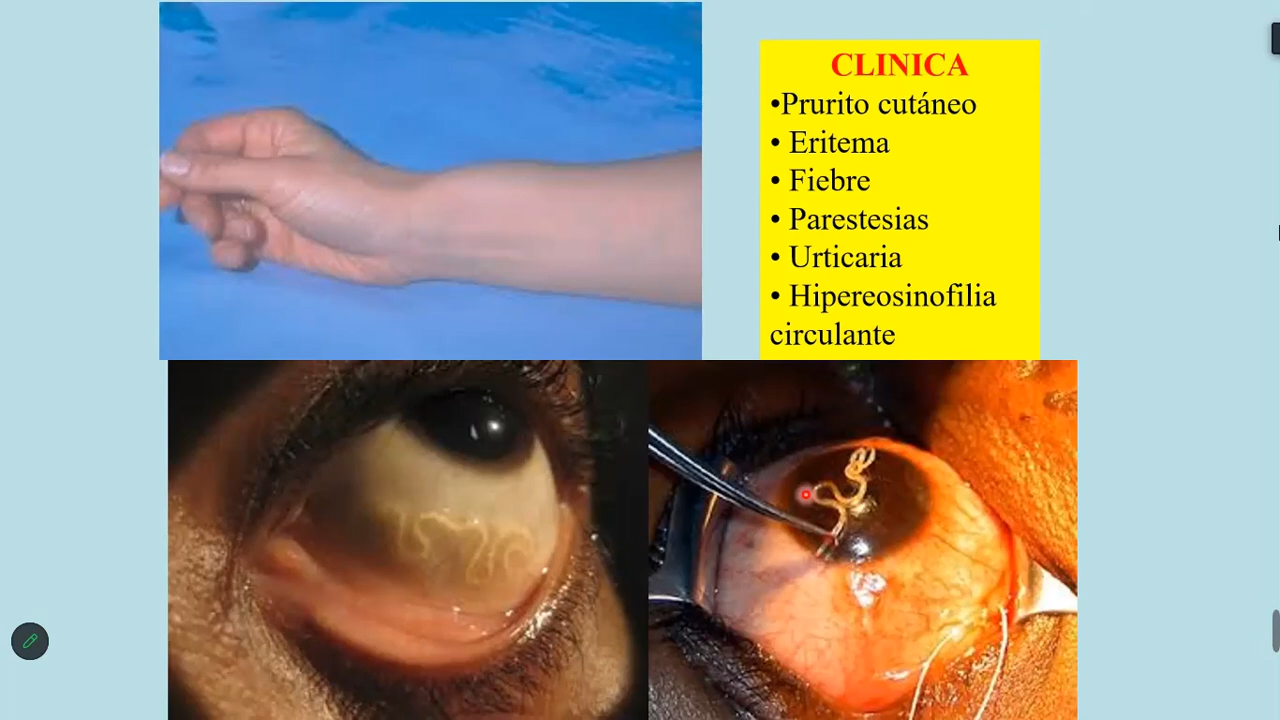 CLINICA
•Prurito cutáneo
• Eritema
• Fiebre
• Parestesias
• Urticaria
• Hipereosinofilia
circulante